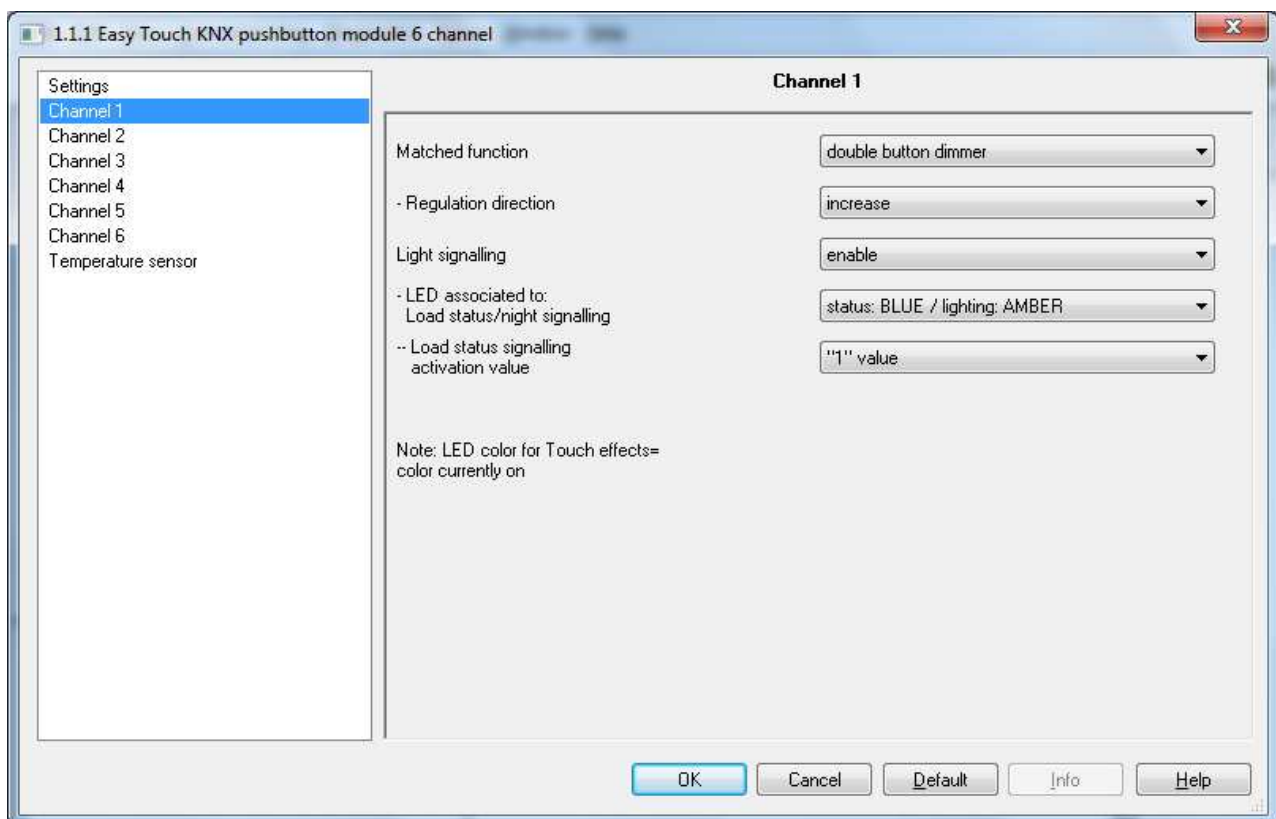 1.1.1 Easy Touch KNX pushbutton module 6 channel
Settings
Channel 1
Channel 2
Channel 3
Channel 4
Channel 5
Channel 6
Temperature sensor
Channel 1
Matched function
double button dimmer
- Regulation direction
increase
Light signalling
enable
- LED associated to:
Load status/night signalling
status: BLUE / lighting: AMBER
-- Load status signalling
activation value
"1" value
Note: LED color for Touch effects=
color currently on
OK
Cancel
Default
Info
Help